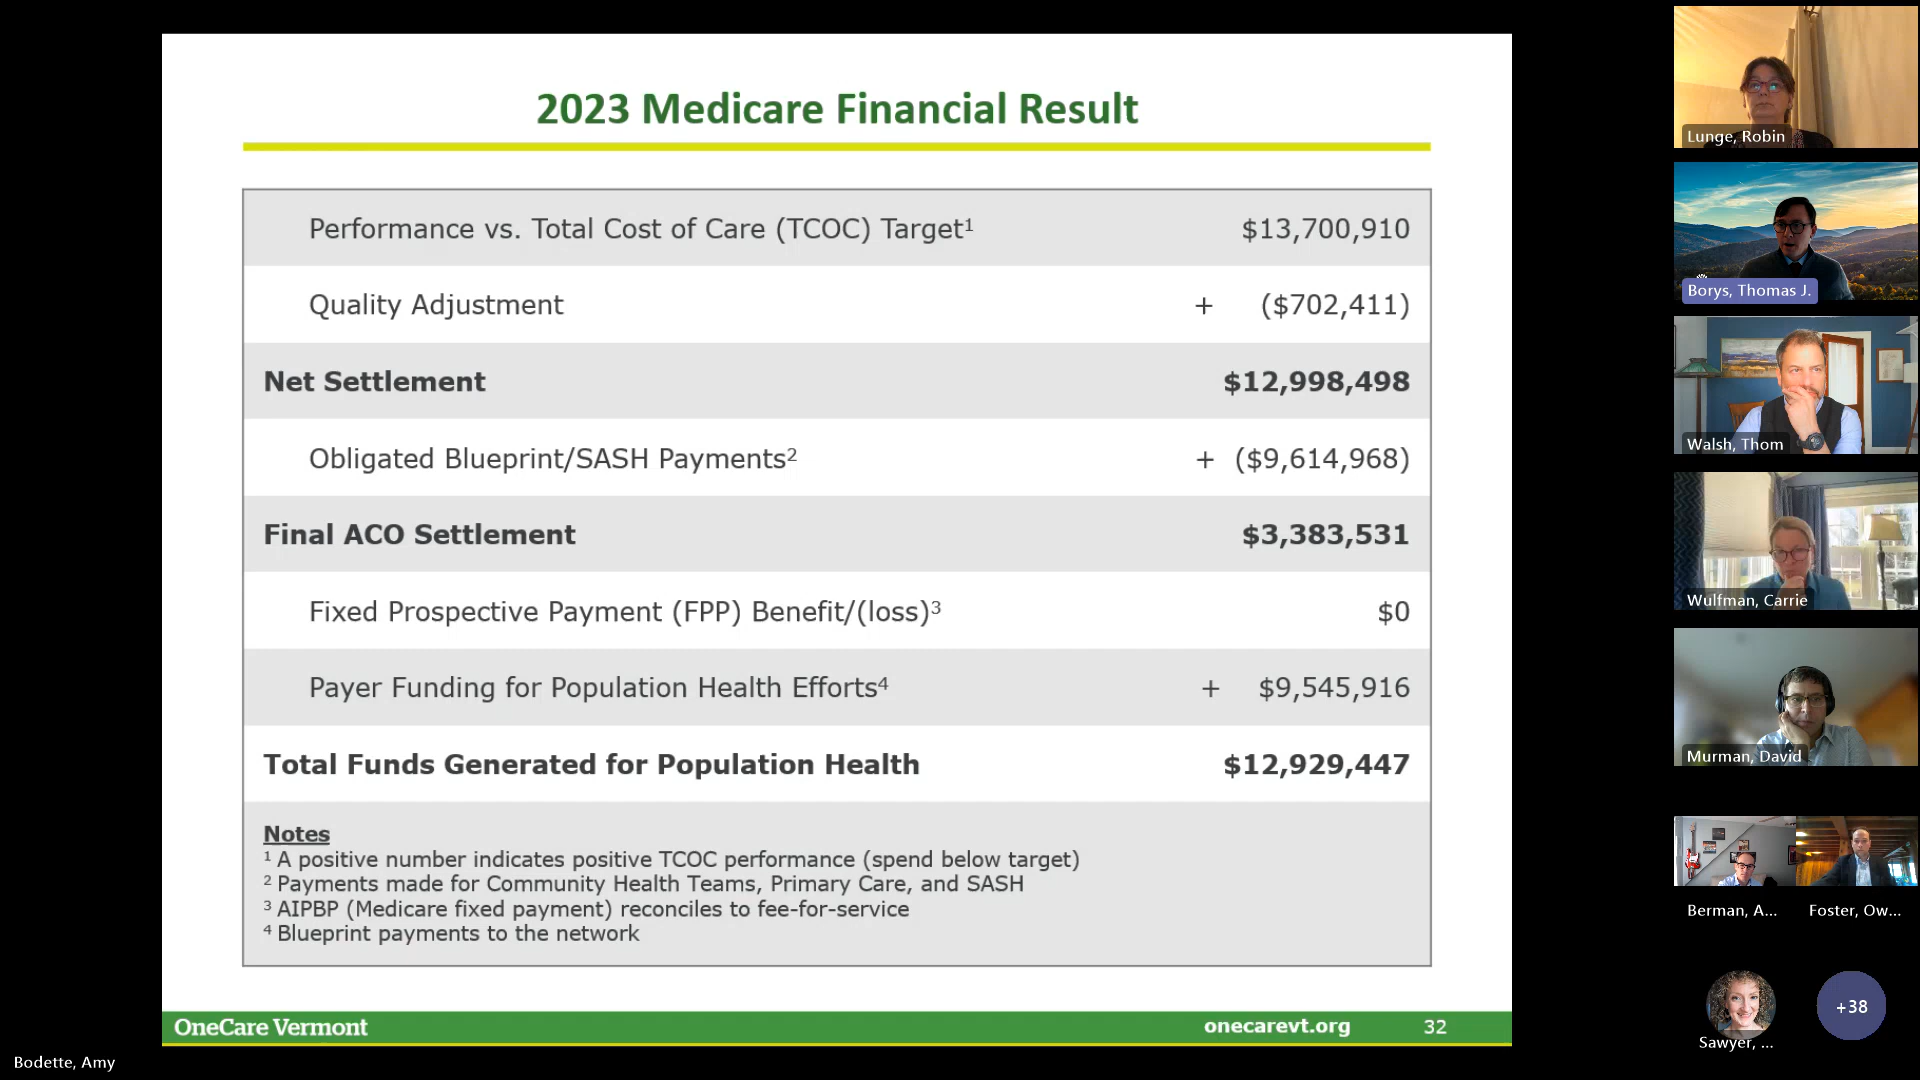 2023 Medicare Financial Result
Performance vs. Total Cost of Care (TCOC) Target¹ $13,700,910
Quality Adjustment + ($702,411)
Net Settlement $12,998,498
Obligated Blueprint/SASH Payments² + ($9,614,968)
Final ACO Settlement $3,383,531
Fixed Prospective Payment (FPP) Benefit/(loss)³ $0
Payer Funding for Population Health Efforts⁴ + $9,545,916
Total Funds Generated for Population Health $12,929,447
Notes
¹ A positive number indicates positive TCOC performance (spend below target)
² Payments made for Community Health Teams, Primary Care, and SASH
³ AIPBP (Medicare fixed payment) reconciles to fee-for-service
⁴ Blueprint payments to the network
OneCare Vermont onecarevt.org 32
Bodette, Amy
Lunge, Robin
Borys, Thomas J.
Walsh, Thom
Wulfman, Carrie
Murman, David
Berman, A... Foster, Ow...
Sawyer, ... +38